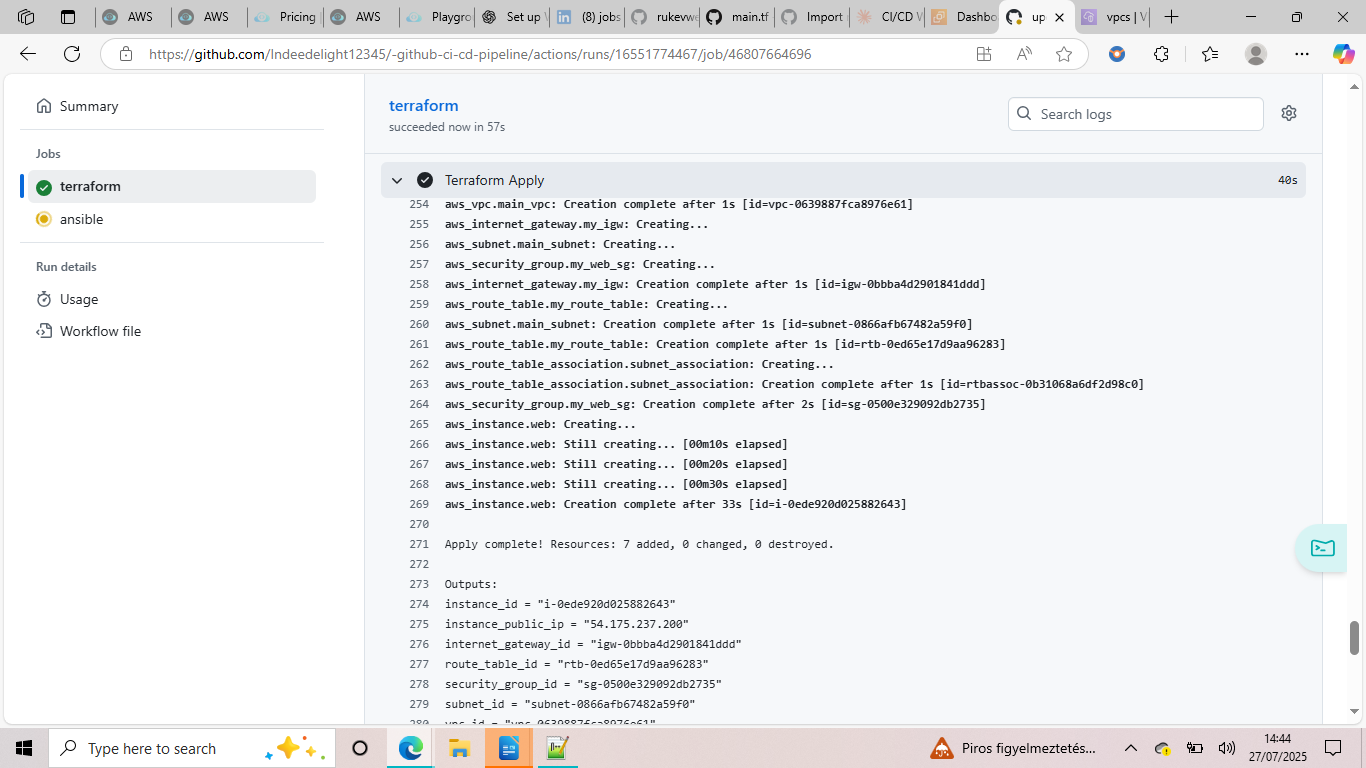 AWS
AWS
Pricing
AWS
Playgro
Set up
(8) jobs
rukevwe
main.tf
Import
CI/CD
Dashbo
up
vpcs | V
https://github.com/Indeedelight12345/-github-ci-cd-pipeline/actions/runs/16551774467/job/46807664696
Summary
Jobs
terraform
ansible
Run details
Usage
Workflow file
terraform
succeeded now in 57s
Search logs
Terraform Apply 40s
254 aws_vpc.main_vpc: Creation complete after 1s [id=vpc-0639887fca8976e61]
255 aws_internet_gateway.my_igw: Creating...
256 aws_subnet.main_subnet: Creating...
257 aws_security_group.my_web_sg: Creating...
258 aws_internet_gateway.my_igw: Creation complete after 1s [id=igw-0bbba4d2901841ddd]
259 aws_route_table.my_route_table: Creating...
260 aws_subnet.main_subnet: Creation complete after 1s [id=subnet-0866afb67482a59f0]
261 aws_route_table.my_route_table: Creation complete after 1s [id=rtb-0ed65e17d9aa96283]
262 aws_route_table_association.subnet_association: Creating...
263 aws_route_table_association.subnet_association: Creation complete after 1s [id=rtbassoc-0b31068a6df2d98c0]
264 aws_security_group.my_web_sg: Creation complete after 2s [id=sg-0500e329092db2735]
265 aws_instance.web: Creating...
266 aws_instance.web: Still creating... [00m10s elapsed]
267 aws_instance.web: Still creating... [00m20s elapsed]
268 aws_instance.web: Still creating... [00m30s elapsed]
269 aws_instance.web: Creation complete after 33s [id=i-0ede920d025882643]
270
271 Apply complete! Resources: 7 added, 0 changed, 0 destroyed.
272
273 Outputs:
274 instance_id = "i-0ede920d025882643"
275 instance_public_ip = "54.175.237.200"
276 internet_gateway_id = "igw-0bbba4d2901841ddd"
277 route_table_id = "rtb-0ed65e17d9aa96283"
278 security_group_id = "sg-0500e329092db2735"
279 subnet_id = "subnet-0866afb67482a59f0"
280 vpc_id = "vpc-0639887fca8976e61"
Type here to search
Piros figyelmeztetés...
14:44
27/07/2025